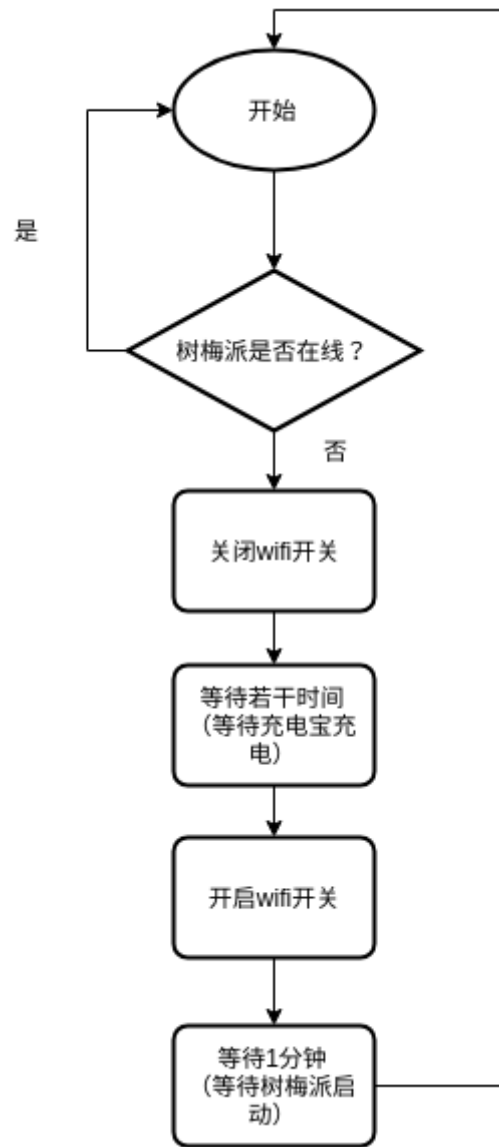 开始
是
树梅派是否在线？
否
关闭wifi开关
等待若干时间
（等待充电宝充
电）
开启wifi开关
等待1分钟
（等待树梅派启
动）